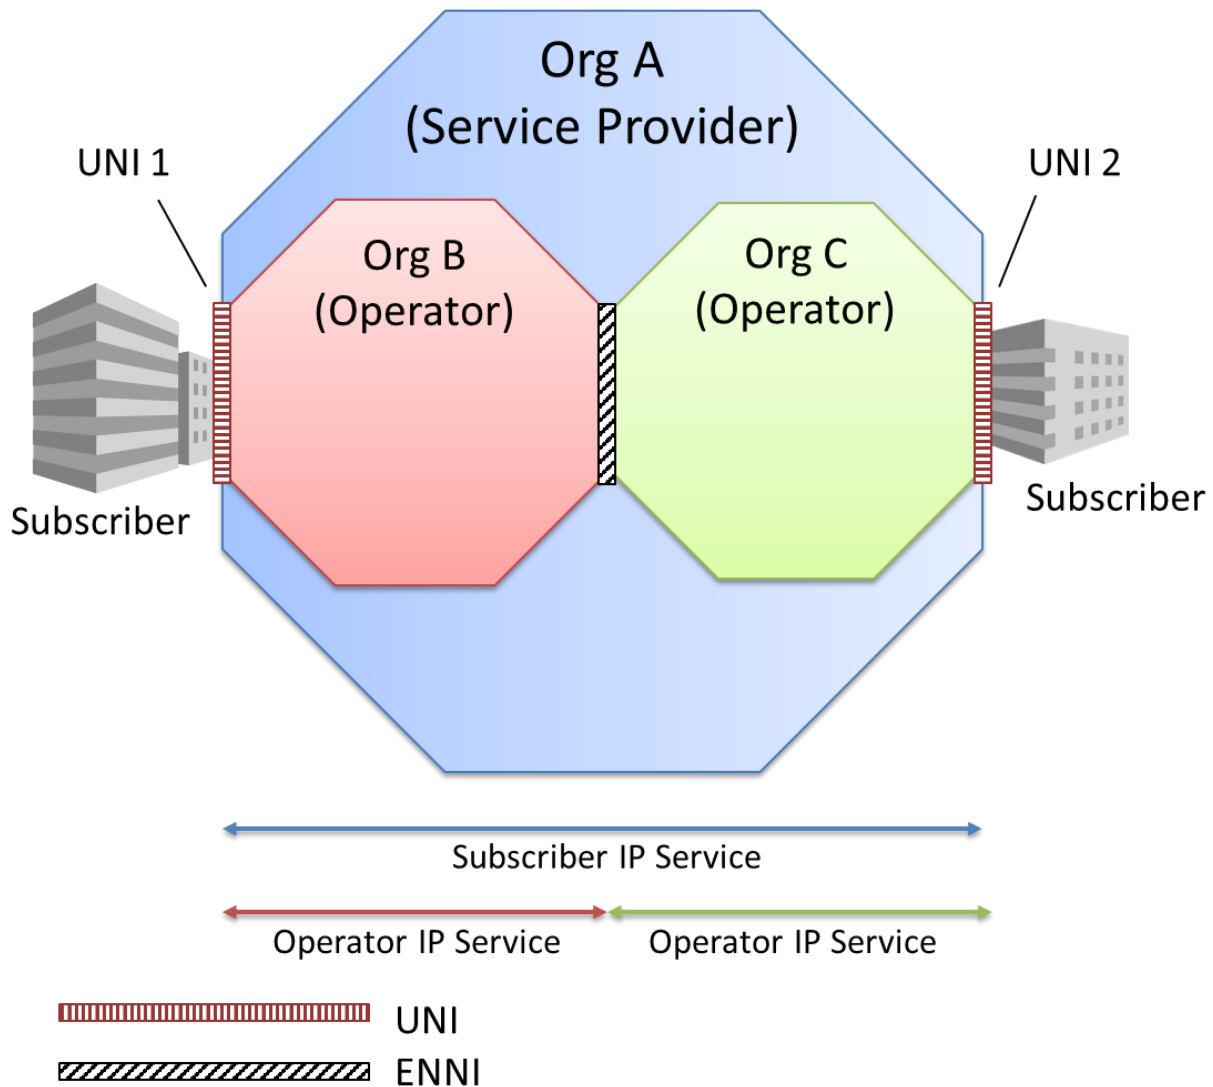 Org A
(Service Provider)
UNI 1
UNI 2
Org B
(Operator)
Org C
(Operator)
Subscriber
Subscriber
Subscriber IP Service
Operator IP Service
Operator IP Service
UNI
ENNI